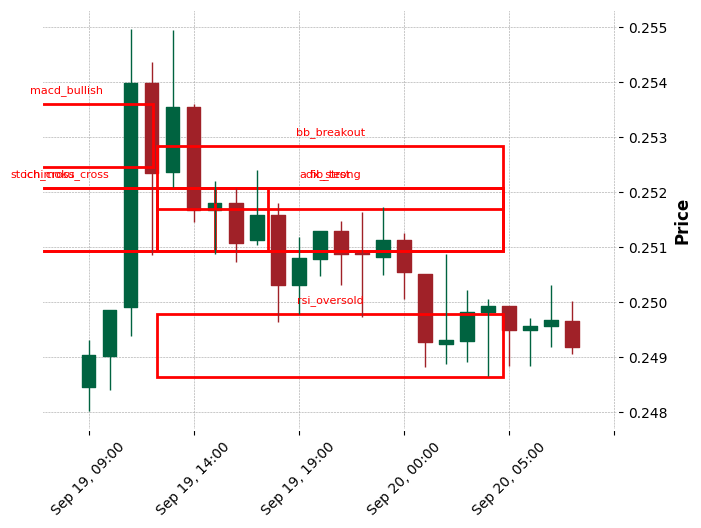 0.255
0.254
macd_bullish
0.253
bb_breakout
0.252
adx_strong
0.251
Price
0.250
rsi_oversold
0.249
0.248
Sep 19, 09:00
Sep 19, 14:00
Sep 19, 19:00
Sep 20, 00:00
Sep 20, 05:00